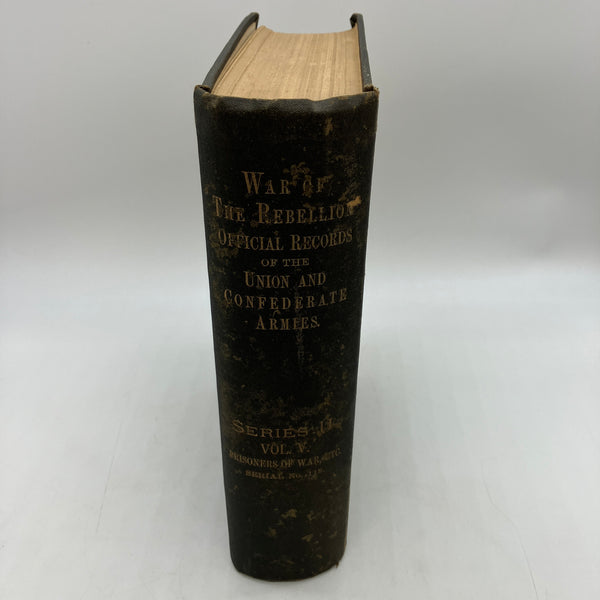 WAR OF
THE REBELLION
OFFICIAL RECORDS
OF THE
UNION AND
CONFEDERATE
ARMIES.
SERIES II
VOL. V
PRISONERS OF WAR, ETC.
SERIAL NO.